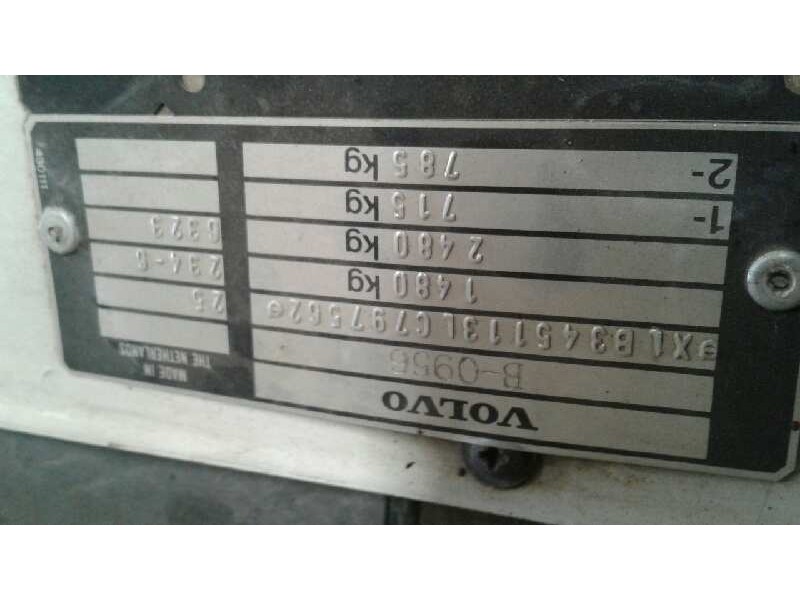 VOLVO
B-0956
XLB345113LC797562
1480 kg
2480 kg
1- 715 kg
2- 785 kg
MADE IN
THE NETHERLANDS
25
234-6
0323